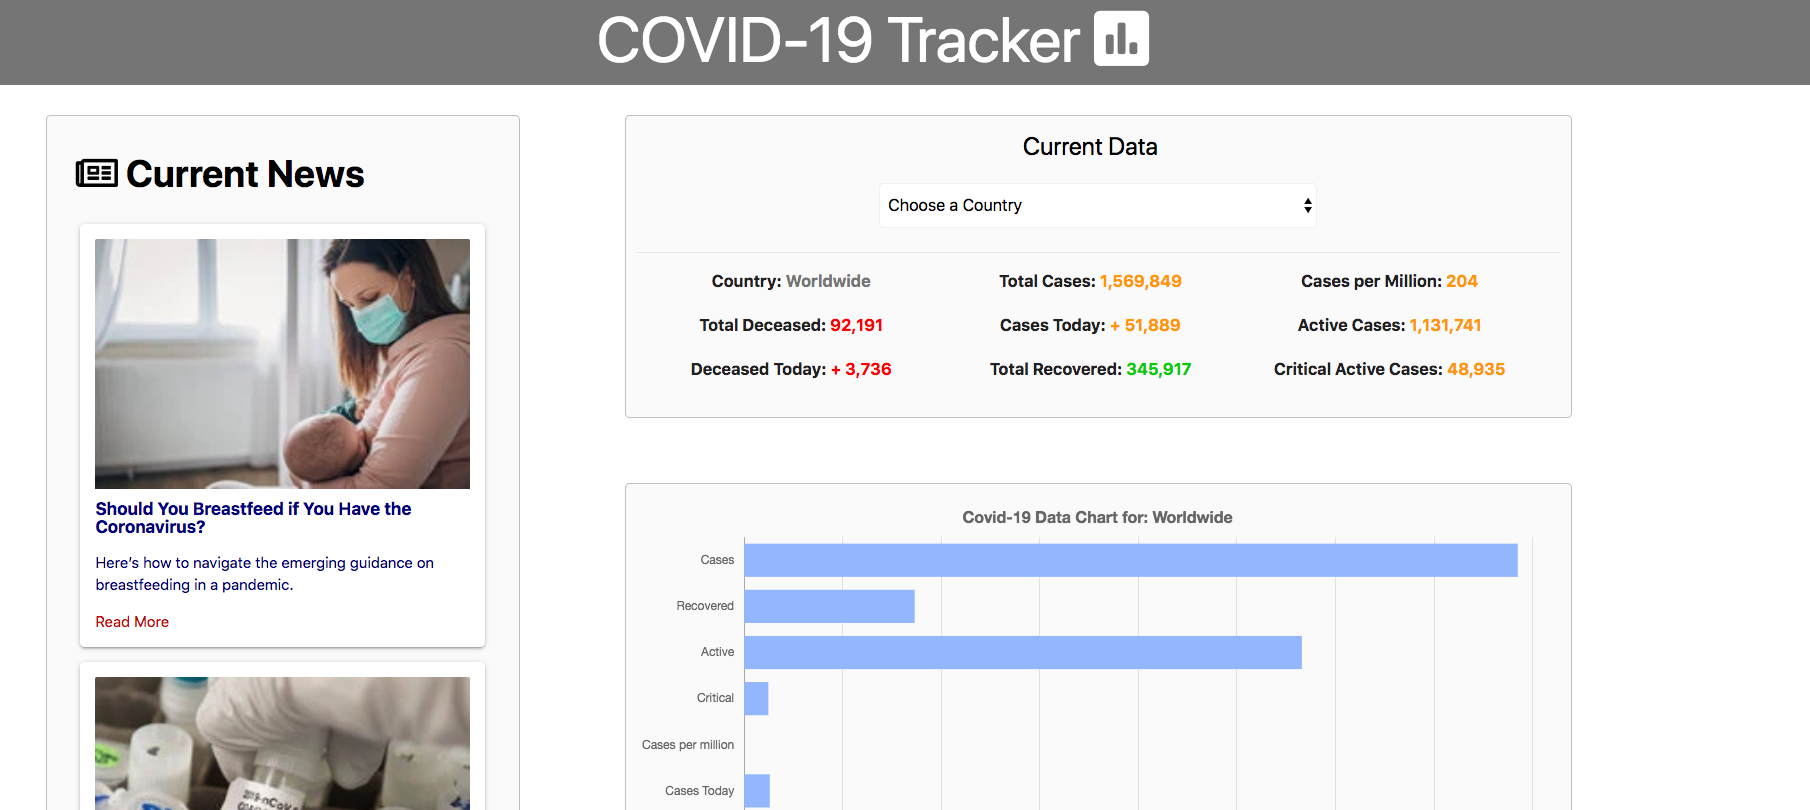 COVID-19 Tracker
Current News
Should You Breastfeed if You Have the
Coronavirus?
Here’s how to navigate the emerging guidance on
breastfeeding in a pandemic.
Read More
Current Data
Choose a Country
Country: Worldwide
Total Cases: 1,569,849
Cases per Million: 204
Total Deceased: 92,191
Cases Today: + 51,889
Active Cases: 1,131,741
Deceased Today: + 3,736
Total Recovered: 345,917
Critical Active Cases: 48,935
Covid-19 Data Chart for: Worldwide
Cases
Recovered
Active
Critical
Cases per million
Cases Today